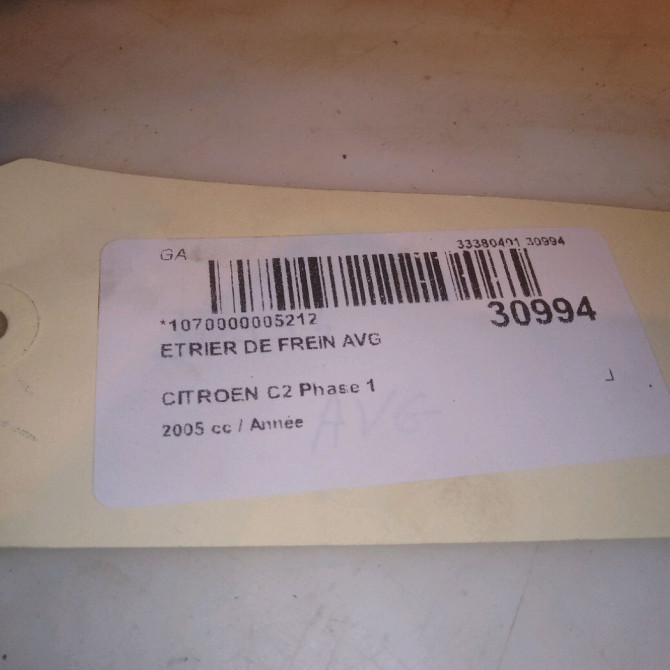 GA
33380401 30994
30994
*1070000005212
ETRIER DE FREIN AVG
CITROEN C2 Phase 1
2005 cc / Année
AVG